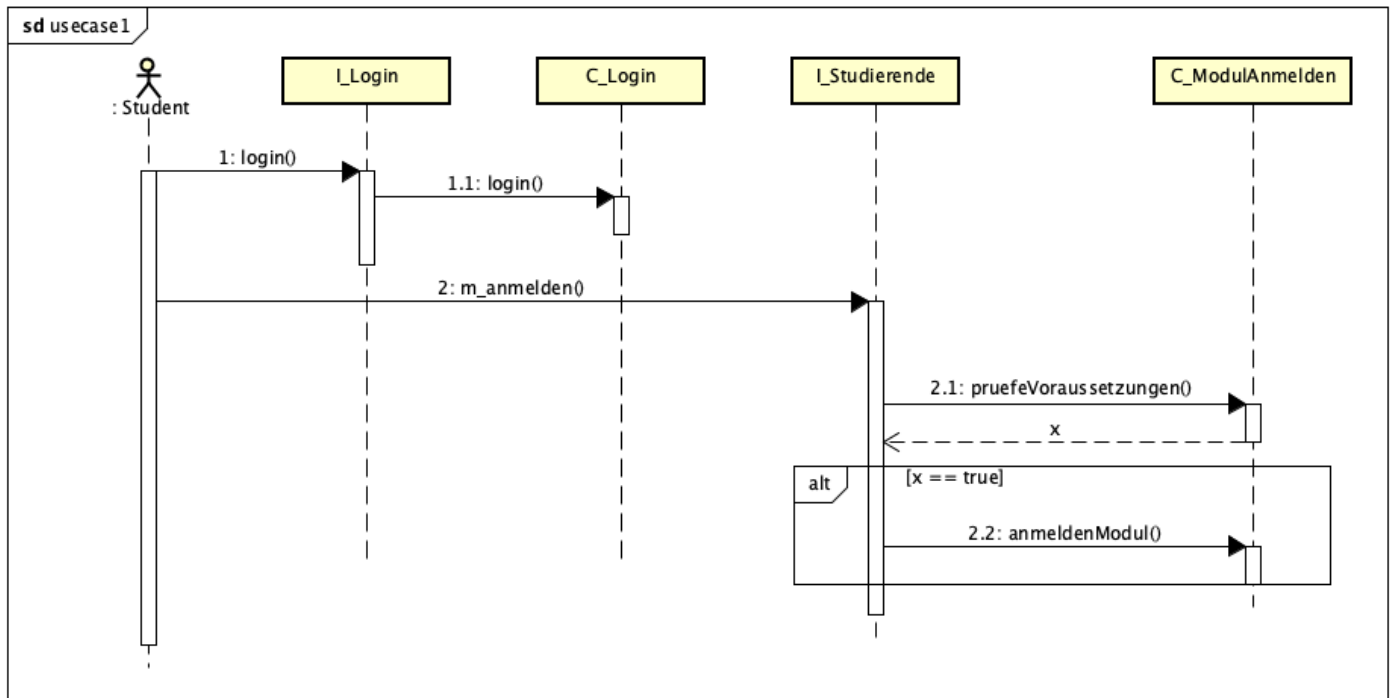 sd usecase1
I_Login
C_Login
I_Studierende
C_ModulAnmelden
: Student
1: login()
1.1: login()
2: m_anmelden()
2.1: pruefeVoraussetzungen()
x
alt
[x == true]
2.2: anmeldenModul()